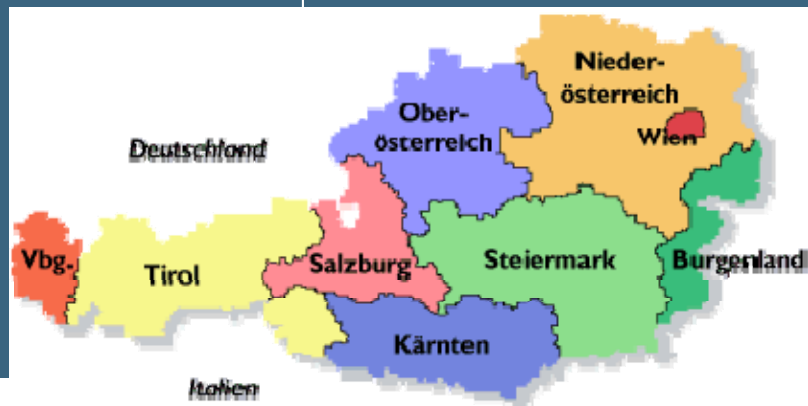 Nieder-
österreich
Wien
Ober-
österreich
Deutschland
Vbg.
Tirol
Salzburg
Steiermark
Burgenland
Kärnten
Italien